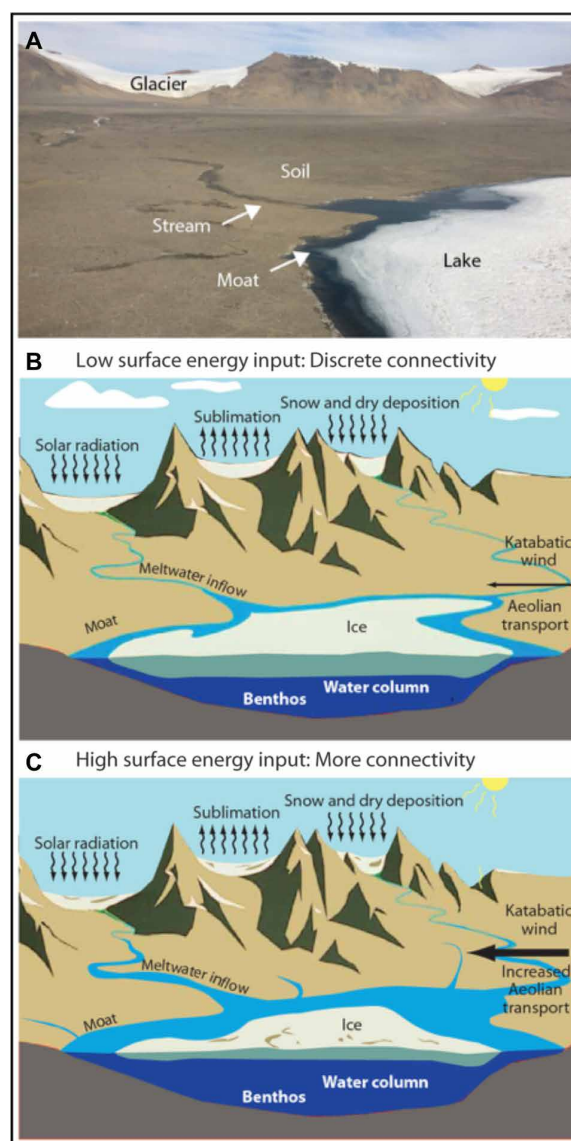 A
Glacier
Soil
Stream
Moat
Lake
B Low surface energy input: Discrete connectivity
Snow and dry deposition
Sublimation
Solar radiation
Katabatic
wind
Meltwater inflow
Aeolian
transport
Moat
Ice
Water column
Benthos
C High surface energy input: More connectivity
Snow and dry deposition
Sublimation
Solar radiation
Katabatic
wind
Meltwater inflow
Increased
Aeolian
transport
Moat
Ice
Water column
Benthos